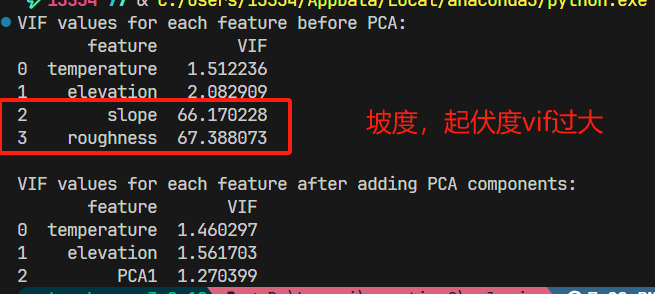 VIF values for each feature before PCA:
feature VIF
0 temperature 1.512236
1 elevation 2.082909
2 slope 66.170228
3 roughness 67.388073
坡度，起伏度vif过大
VIF values for each feature after adding PCA components:
feature VIF
0 temperature 1.460297
1 elevation 1.561703
2 PCA1 1.270399